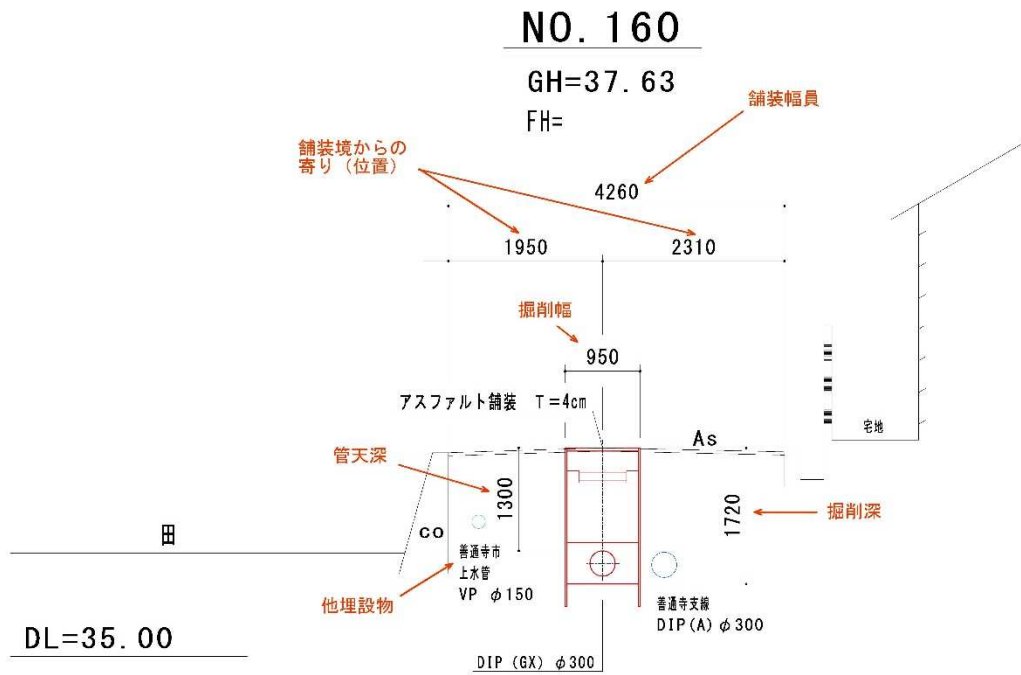 NO. 160
GH=37.63
FH=
舗装幅員
舗装境からの
寄り（位置）
4260
1950
2310
掘削幅
950
アスファルト舗装 T=4cm
As
宅地
管天深
1300
1720
掘削深
田
CO
善通寺市
上水管
VP φ150
他埋設物
善通寺支線
DIP(A) φ300
DL=35.00
DIP (GX) φ300